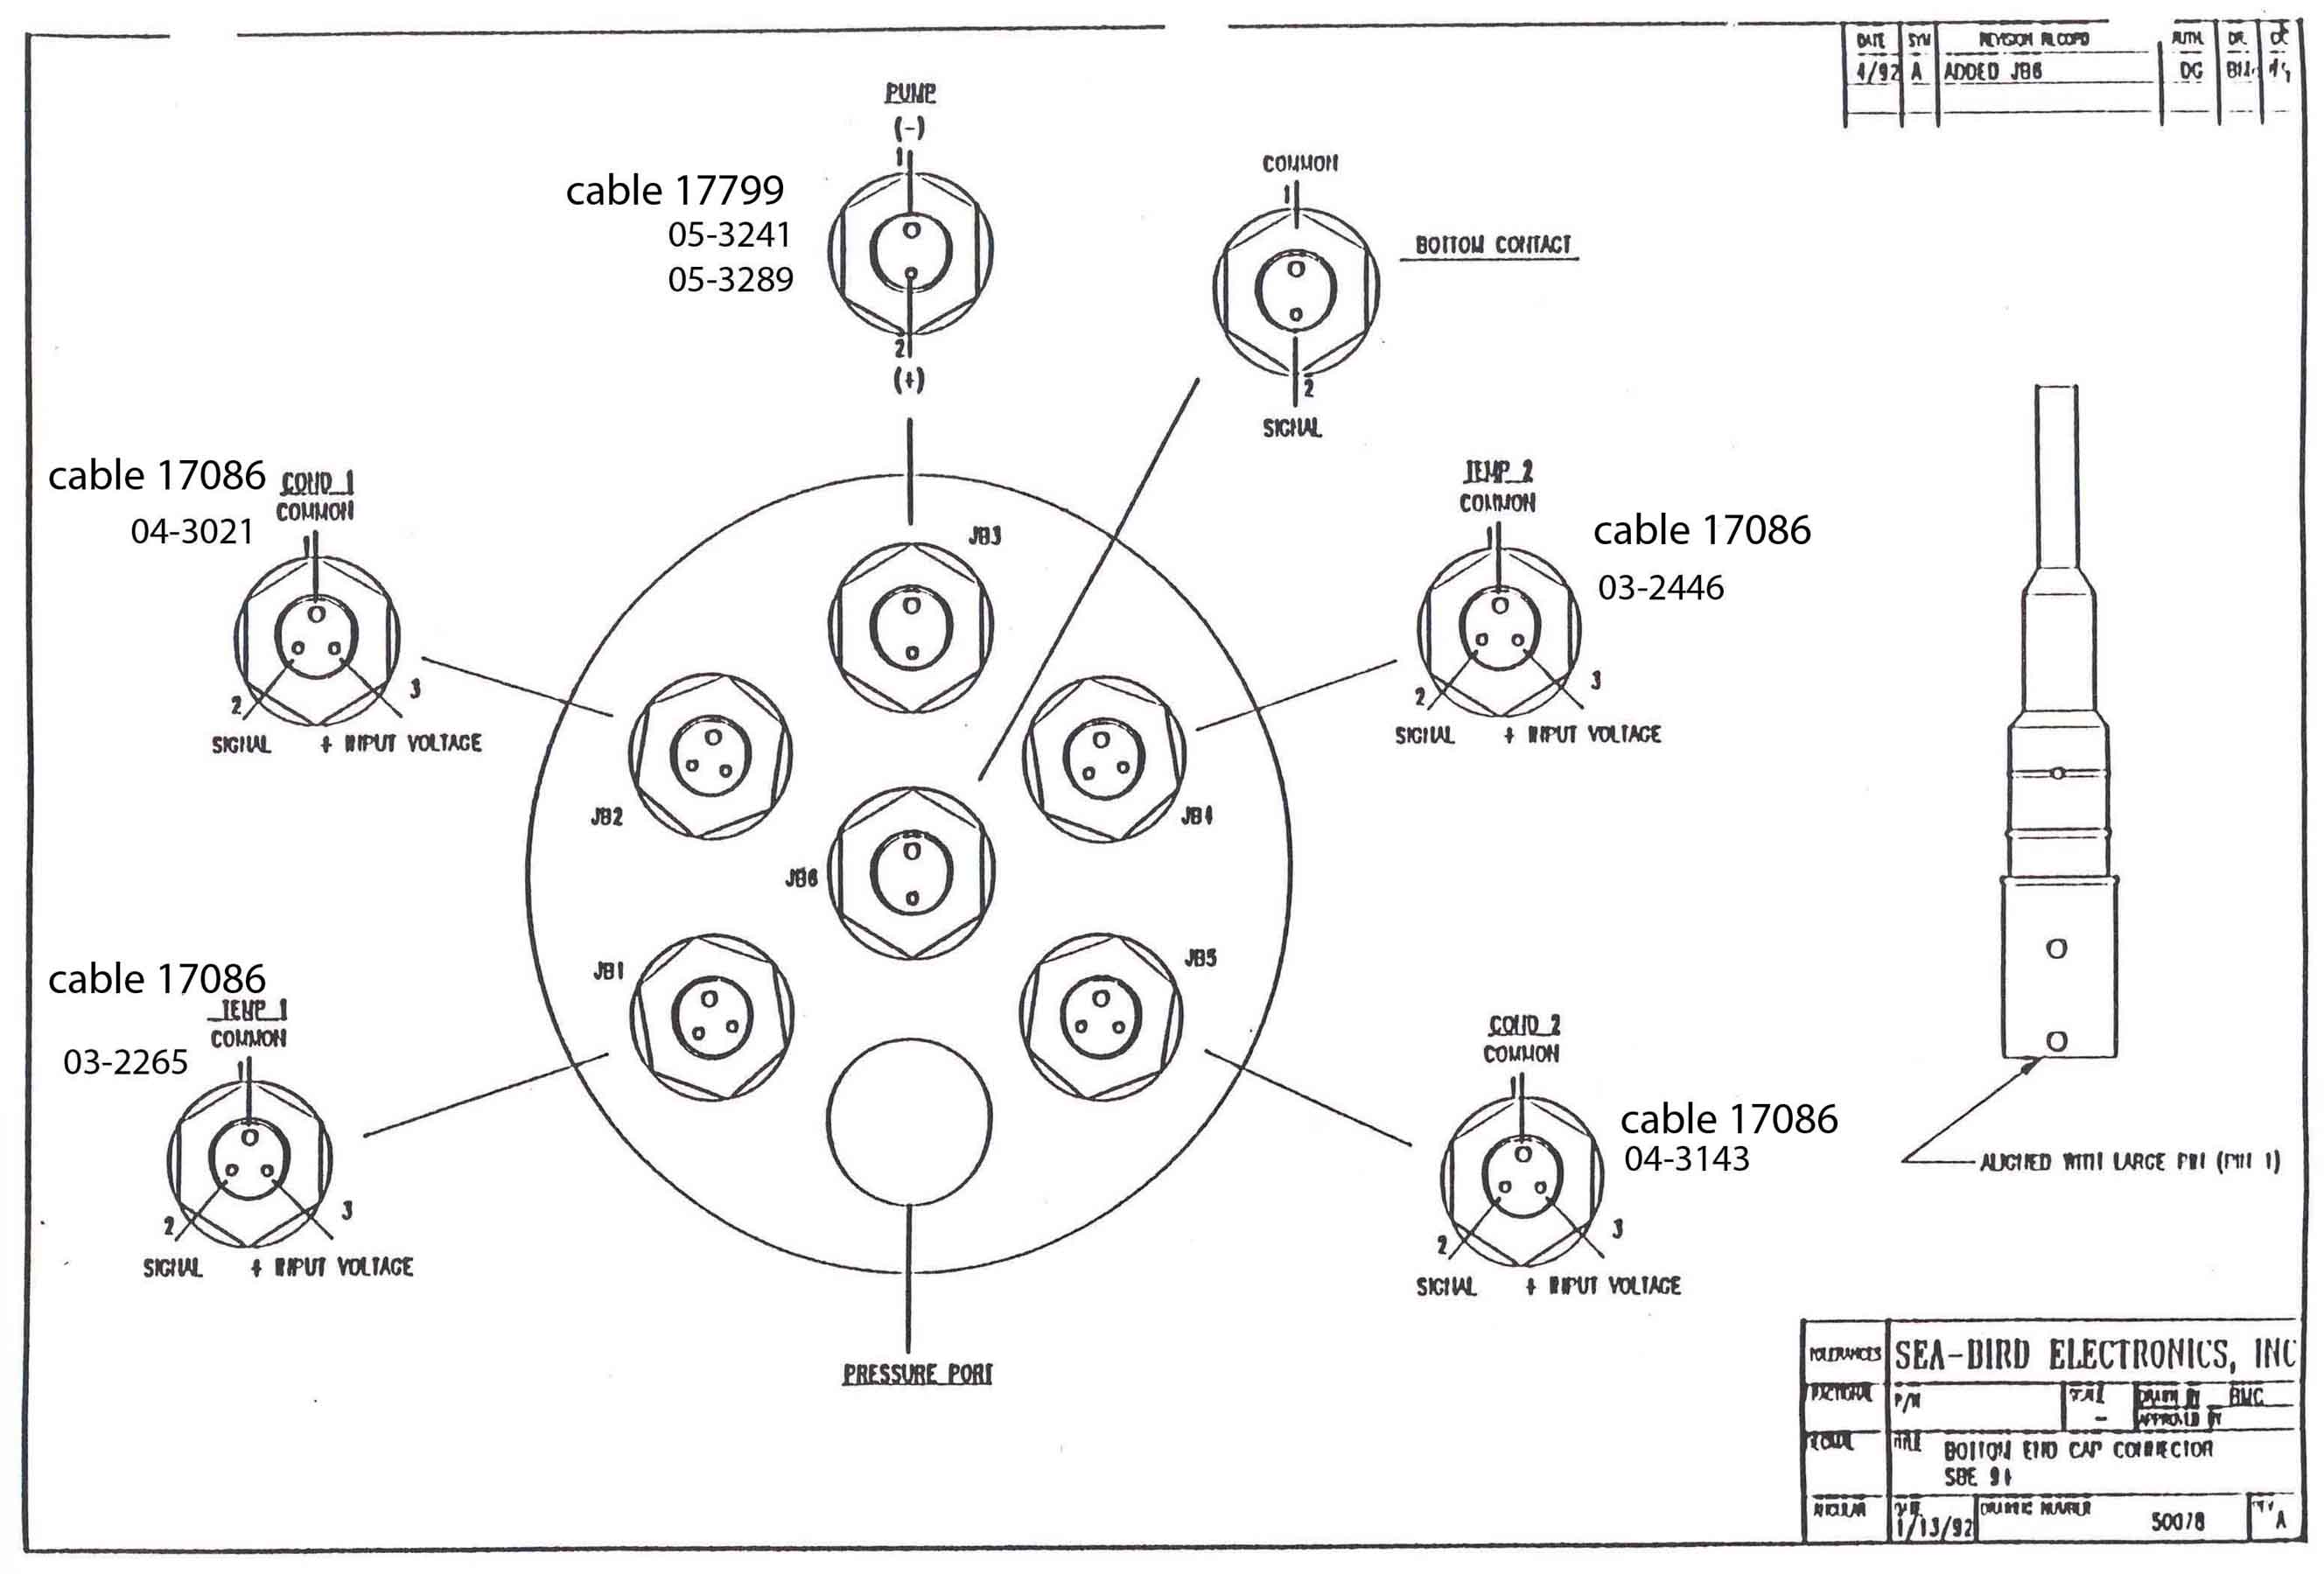 DATE SYM REVISION RECORD AUTH. DR. CK
4/92 A ADDED JB6 DG
PUMP
(-)
1
cable 17799
05-3241
05-3289
2
(+)
COMMON
1
BOTTOM CONTACT
2
SIGNAL
cable 17086
COND 1
COMMON
04-3021
1
2
3
SIGNAL + INPUT VOLTAGE
TEMP 2
COMMON
cable 17086
03-2446
1
2
3
SIGNAL + INPUT VOLTAGE
JB3
JB2
JB4
JB6
JB1
JB5
cable 17086
TEMP 1
COMMON
03-2265
1
2
3
SIGNAL + INPUT VOLTAGE
COND 2
COMMON
cable 17086
04-3143
1
2
3
SIGNAL + INPUT VOLTAGE
ALIGNED WITH LARGE PIN (PIN 1)
PRESSURE PORT
TOLERANCES
SEA-BIRD ELECTRONICS, INC
FRACTIONAL
P/N
DRAWN BY BMC
APPROVED BY
DECIMAL
TITLE BOTTOM END CAP CONNECTOR
SBE 9+
ANGULAR
DATE
1/13/92
DRAWING NUMBER
50078
REV
A